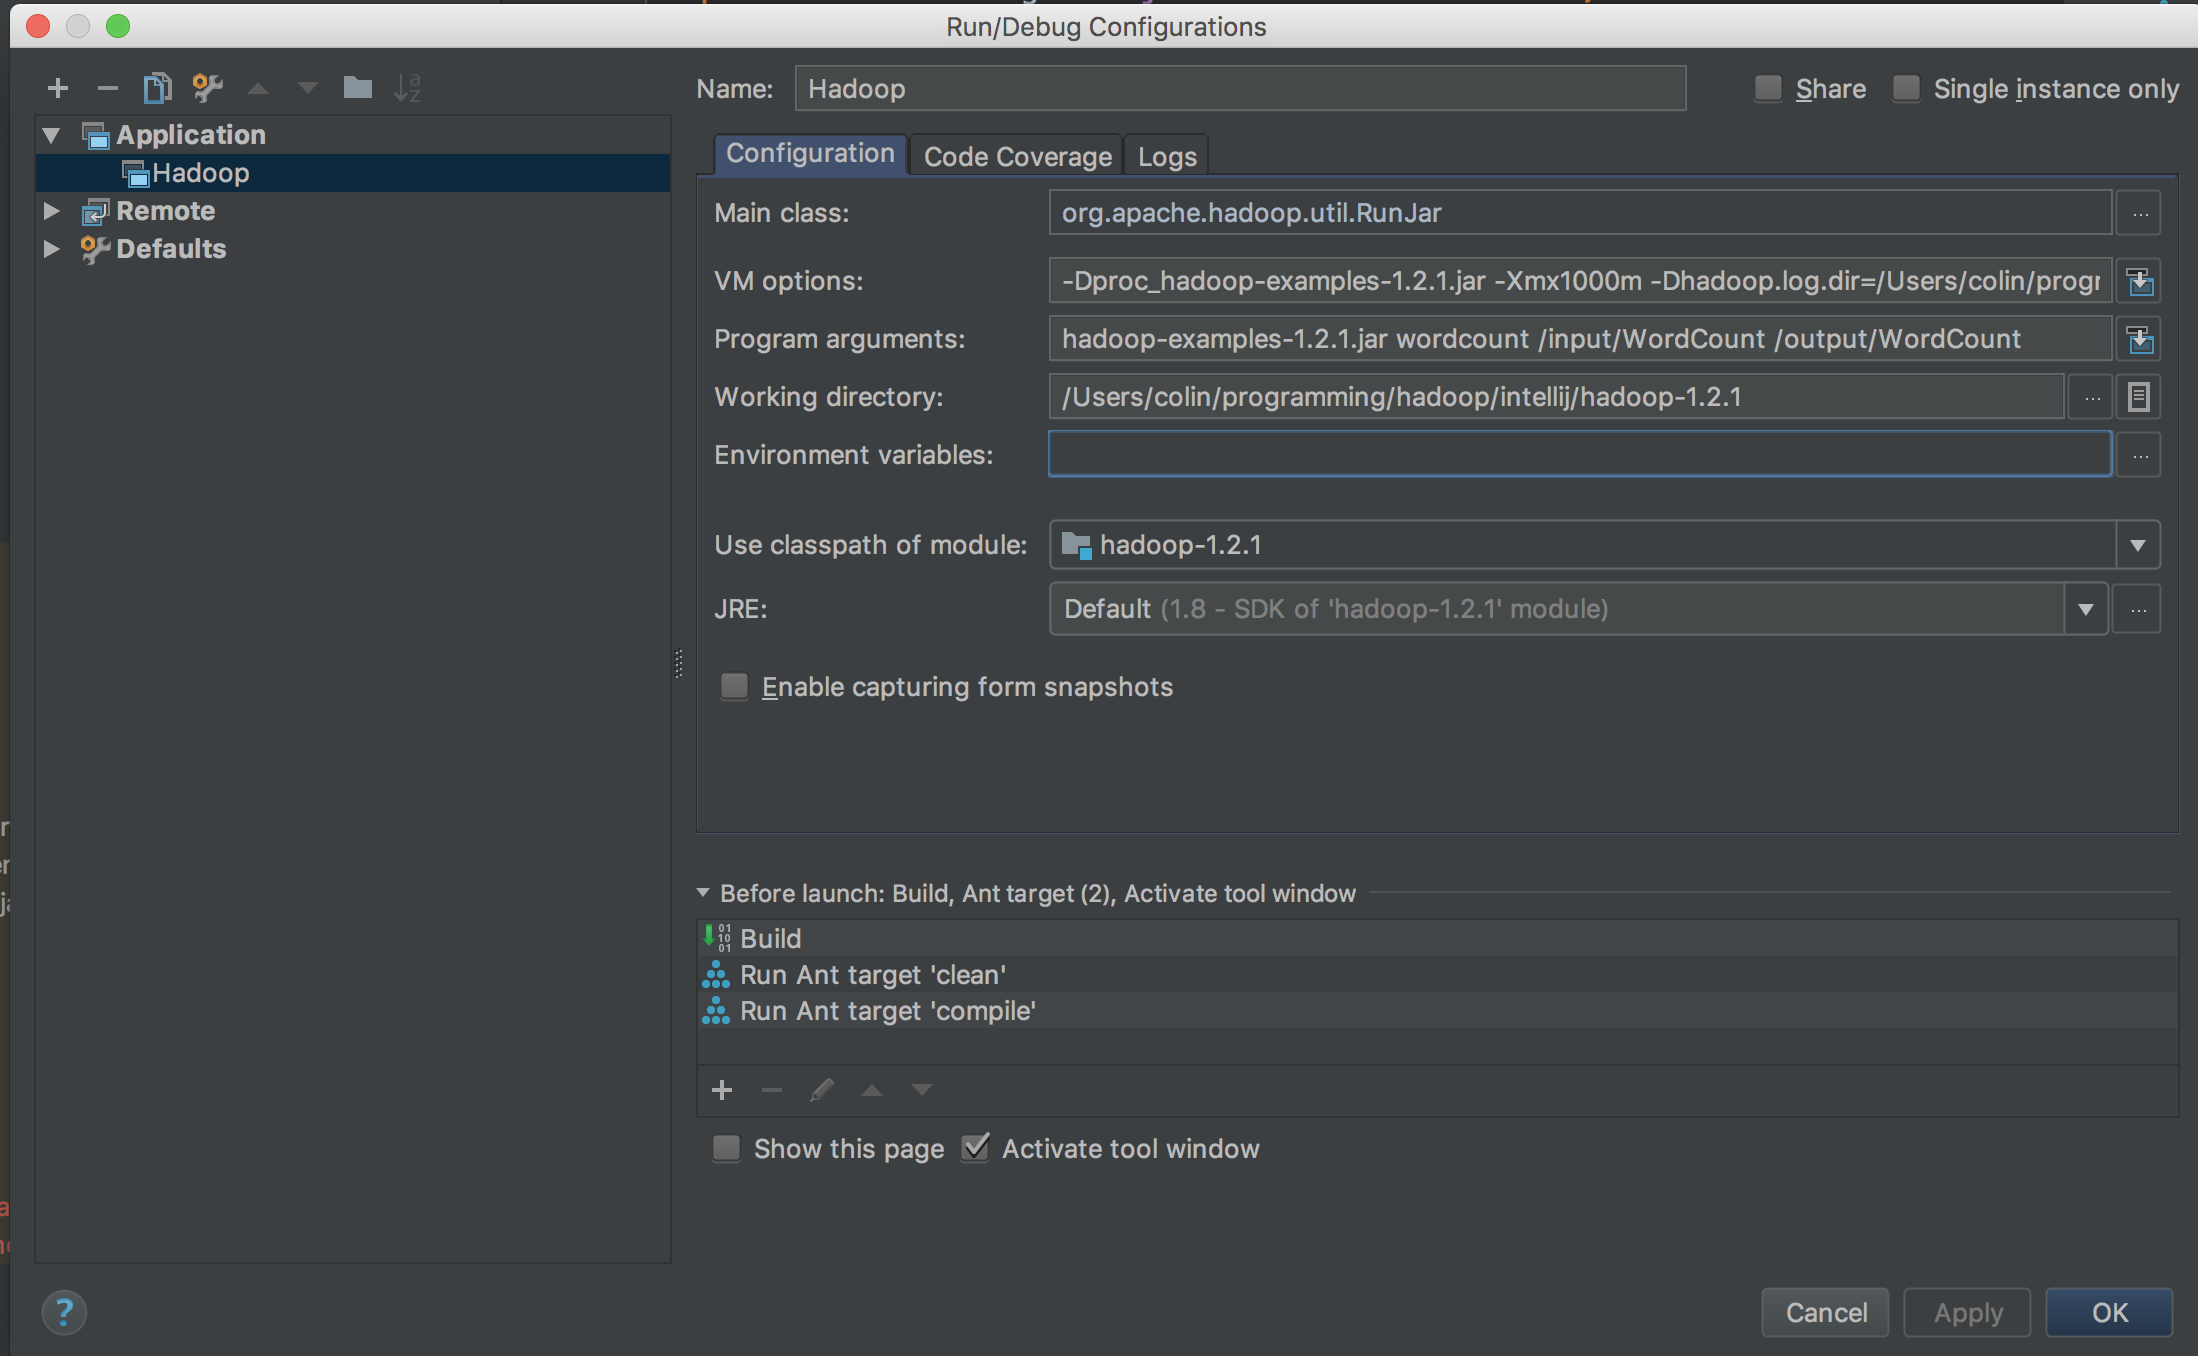 Run/Debug Configurations
Name: Hadoop Share Single instance only
Application
Hadoop
Remote
Defaults
Configuration Code Coverage Logs
Main class: org.apache.hadoop.util.RunJar
VM options: -Dproc_hadoop-examples-1.2.1.jar -Xmx1000m -Dhadoop.log.dir=/Users/colin/progr
Program arguments: hadoop-examples-1.2.1.jar wordcount /input/WordCount /output/WordCount
Working directory: /Users/colin/programming/hadoop/intellij/hadoop-1.2.1
Environment variables:
Use classpath of module: hadoop-1.2.1
JRE: Default (1.8 - SDK of 'hadoop-1.2.1' module)
Enable capturing form snapshots
Before launch: Build, Ant target (2), Activate tool window
Build
Run Ant target 'clean'
Run Ant target 'compile'
Show this page Activate tool window
? Cancel Apply OK